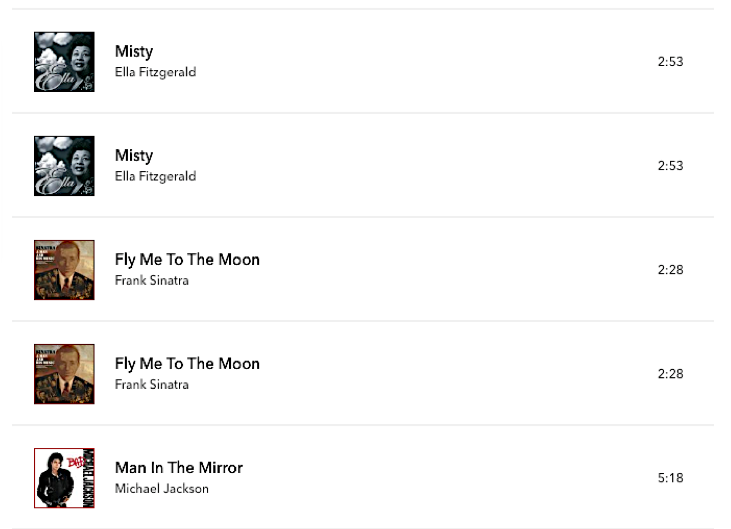 Misty
Ella Fitzgerald
2:53
Ella
Misty
Ella Fitzgerald
2:53
Ella
Fly Me To The Moon
Frank Sinatra
2:28
SINATRA
Fly Me To The Moon
Frank Sinatra
2:28
SINATRA
Man In The Mirror
Michael Jackson
5:18
BAD
MICHAEL JACKSON